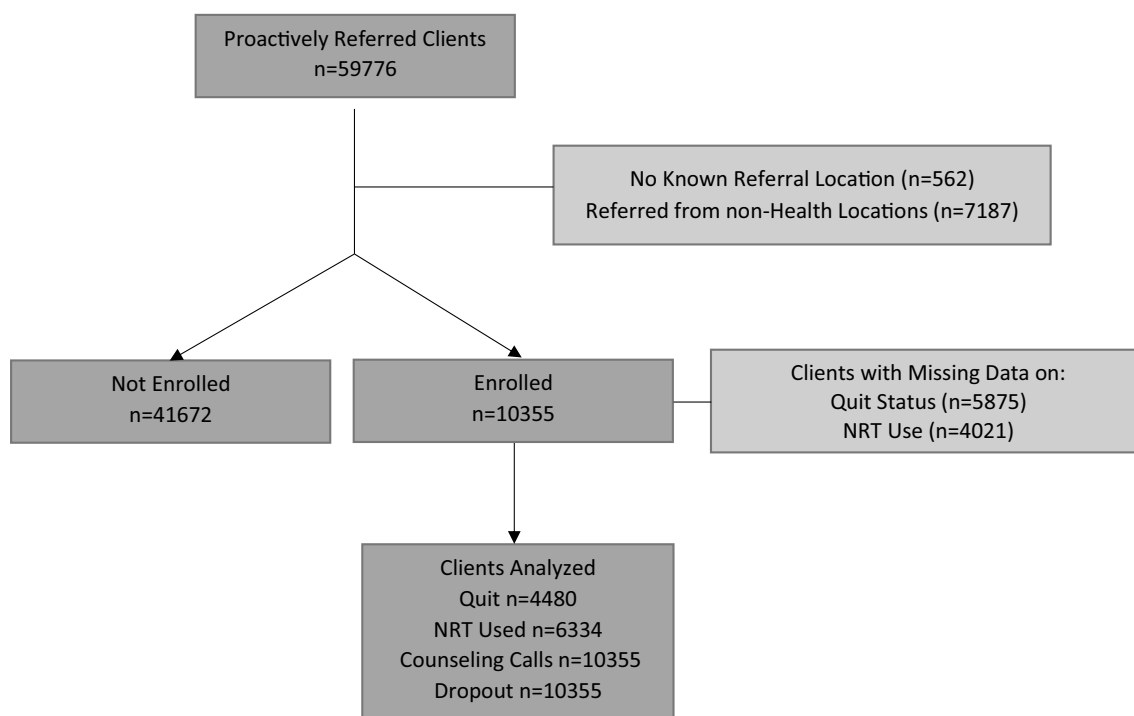 Proactively Referred Clients
n=59776
No Known Referral Location (n=562)
Referred from non-Health Locations (n=7187)
Not Enrolled
n=41672
Enrolled
n=10355
Clients with Missing Data on:
Quit Status (n=5875)
NRT Use (n=4021)
Clients Analyzed
Quit n=4480
NRT Used n=6334
Counseling Calls n=10355
Dropout n=10355